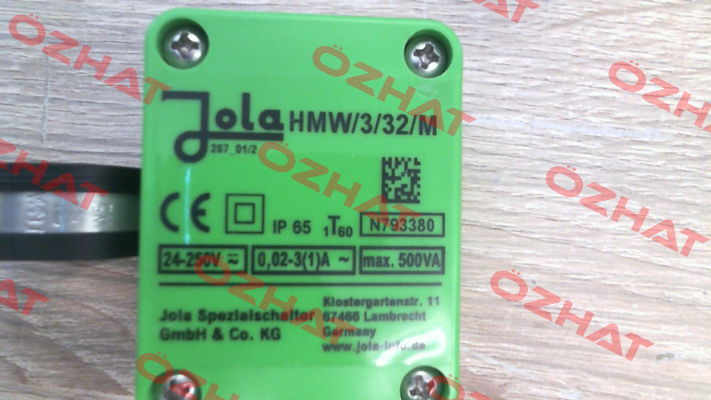 Jola HMW/3/32/M
287_01/2
CE IP 65 1T60 N793380
24-250V 0,02-3(1)A ~ max. 500VA
Jola Spezialschalter
GmbH & Co. KG
Klostergartenstr. 11
67466 Lambrecht
Germany
www.jola-info.de
ÖZHAT
ÖZHAT
ÖZHAT
ÖZHAT
ÖZHAT
ÖZHAT
ÖZHAT
ÖZHAT